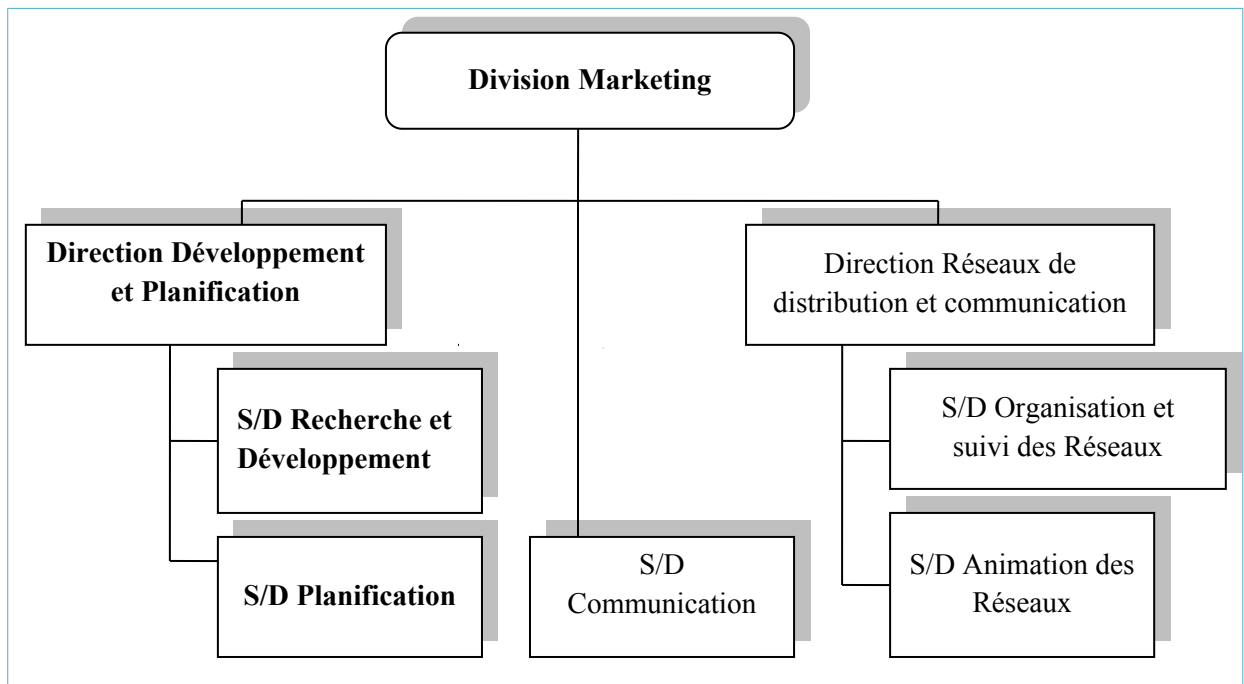 Division Marketing
Direction Développement
et Planification
Direction Réseaux de
distribution et communication
S/D Recherche et
Développement
S/D Organisation et
suivi des Réseaux
S/D Planification
S/D
Communication
S/D Animation des
Réseaux